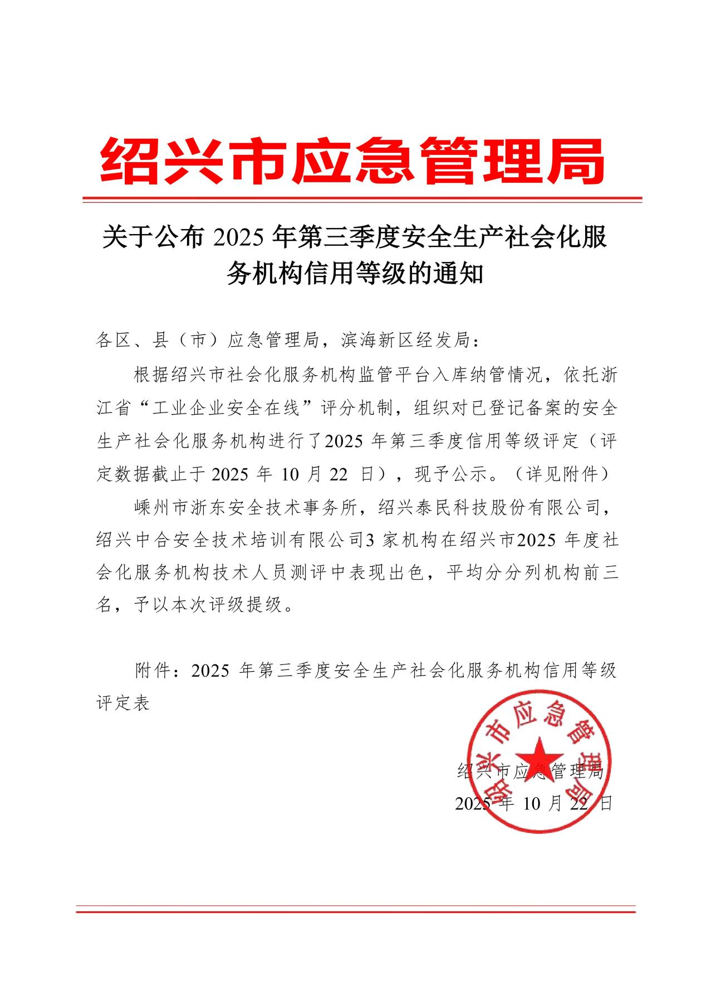 绍兴市应急管理局
关于公布 2025 年第三季度安全生产社会化服
务机构信用等级的通知
各区、县（市）应急管理局，滨海新区经发局：
根据绍兴市社会化服务机构监管平台入库纳管情况，依托浙
江省“工业企业安全在线”评分机制，组织对已登记备案的安全
生产社会化服务机构进行了2025 年第三季度信用等级评定（评
定数据截止于 2025 年 10 月 22 日），现予公示。（详见附件）
嵊州市浙东安全技术事务所，绍兴泰民科技股份有限公司，
绍兴中合安全技术培训有限公司3 家机构在绍兴市2025 年度社
会化服务机构技术人员测评中表现出色，平均分分列机构前三
名，予以本次评级提级。
附件：2025 年第三季度安全生产社会化服务机构信用等级
评定表
绍兴市应急管理局
绍兴市应急管理局
2025 年 10 月 22 日